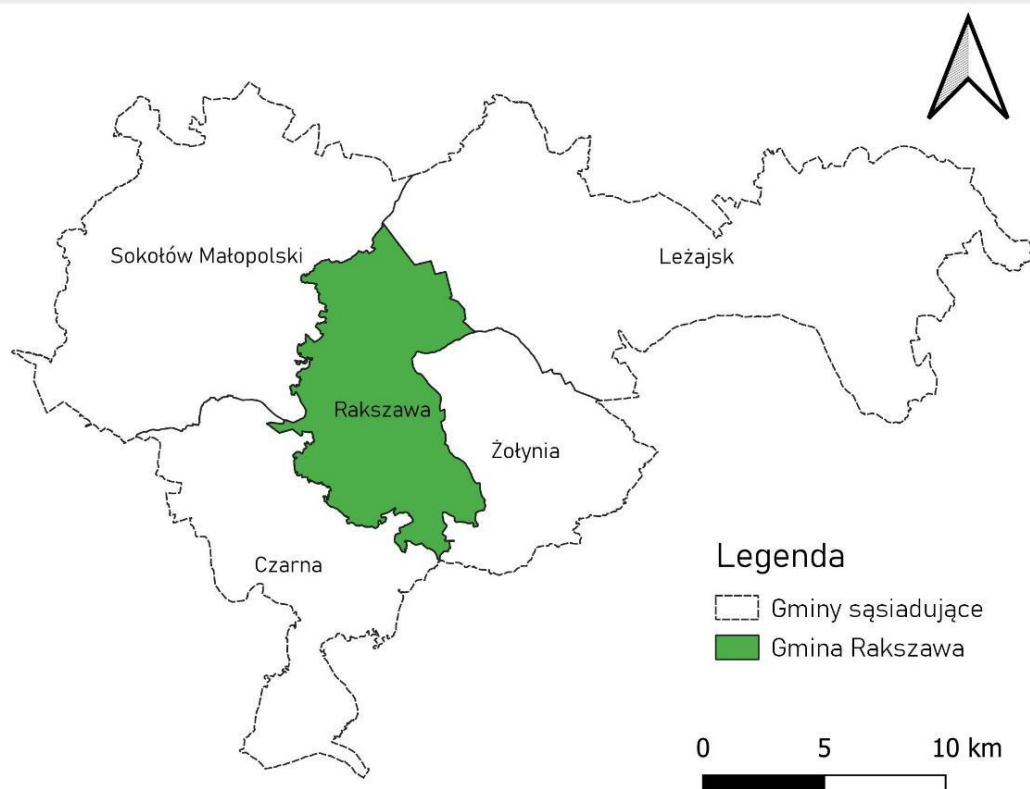 Sokołów Małopolski
Leżajsk
Rakszawa
Żołynia
Czarna
Legenda
Gminy sąsiadujące
Gmina Rakszawa
0 5 10 km